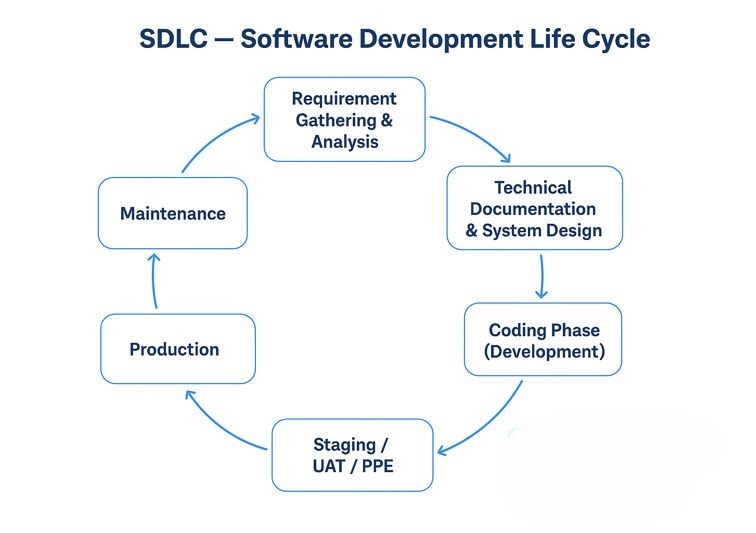 SDLC — Software Development Life Cycle
Requirement
Gathering &
Analysis
Technical
Documentation
& System Design
Coding Phase
(Development)
Staging /
UAT / PPE
Production
Maintenance